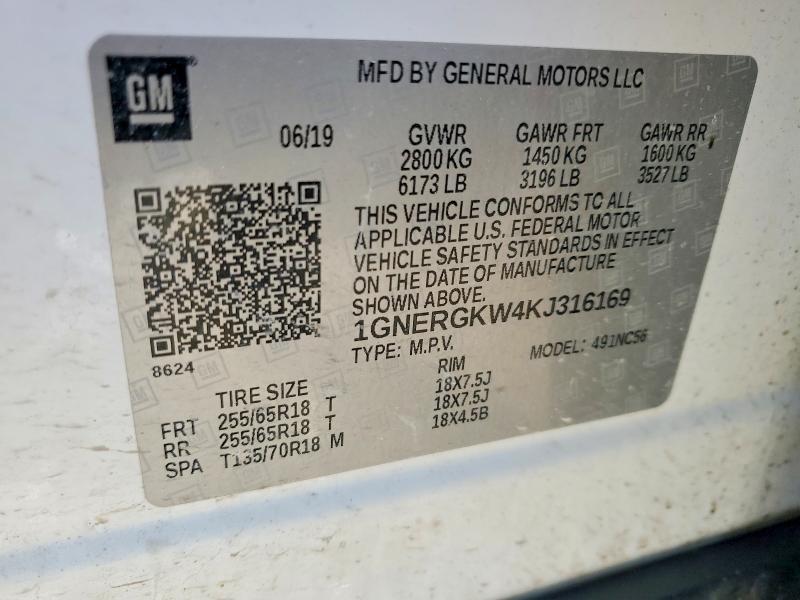 GM
MFD BY GENERAL MOTORS LLC
06/19 GVWR GAWR FRT GAWR RR
2800 KG 1450 KG 1600 KG
6173 LB 3196 LB 3527 LB
THIS VEHICLE CONFORMS TO ALL
APPLICABLE U.S. FEDERAL MOTOR
VEHICLE SAFETY STANDARDS IN EFFECT
ON THE DATE OF MANUFACTURE
SHOWN ABOVE.
1GNERGKW4KJ316169
TYPE: M.P.V. MODEL: 491NC56
8624
TIRE SIZE RIM
FRT 255/65R18 T 18X7.5J
RR 255/65R18 T 18X7.5J
SPA T135/70R18 M 18X4.5B